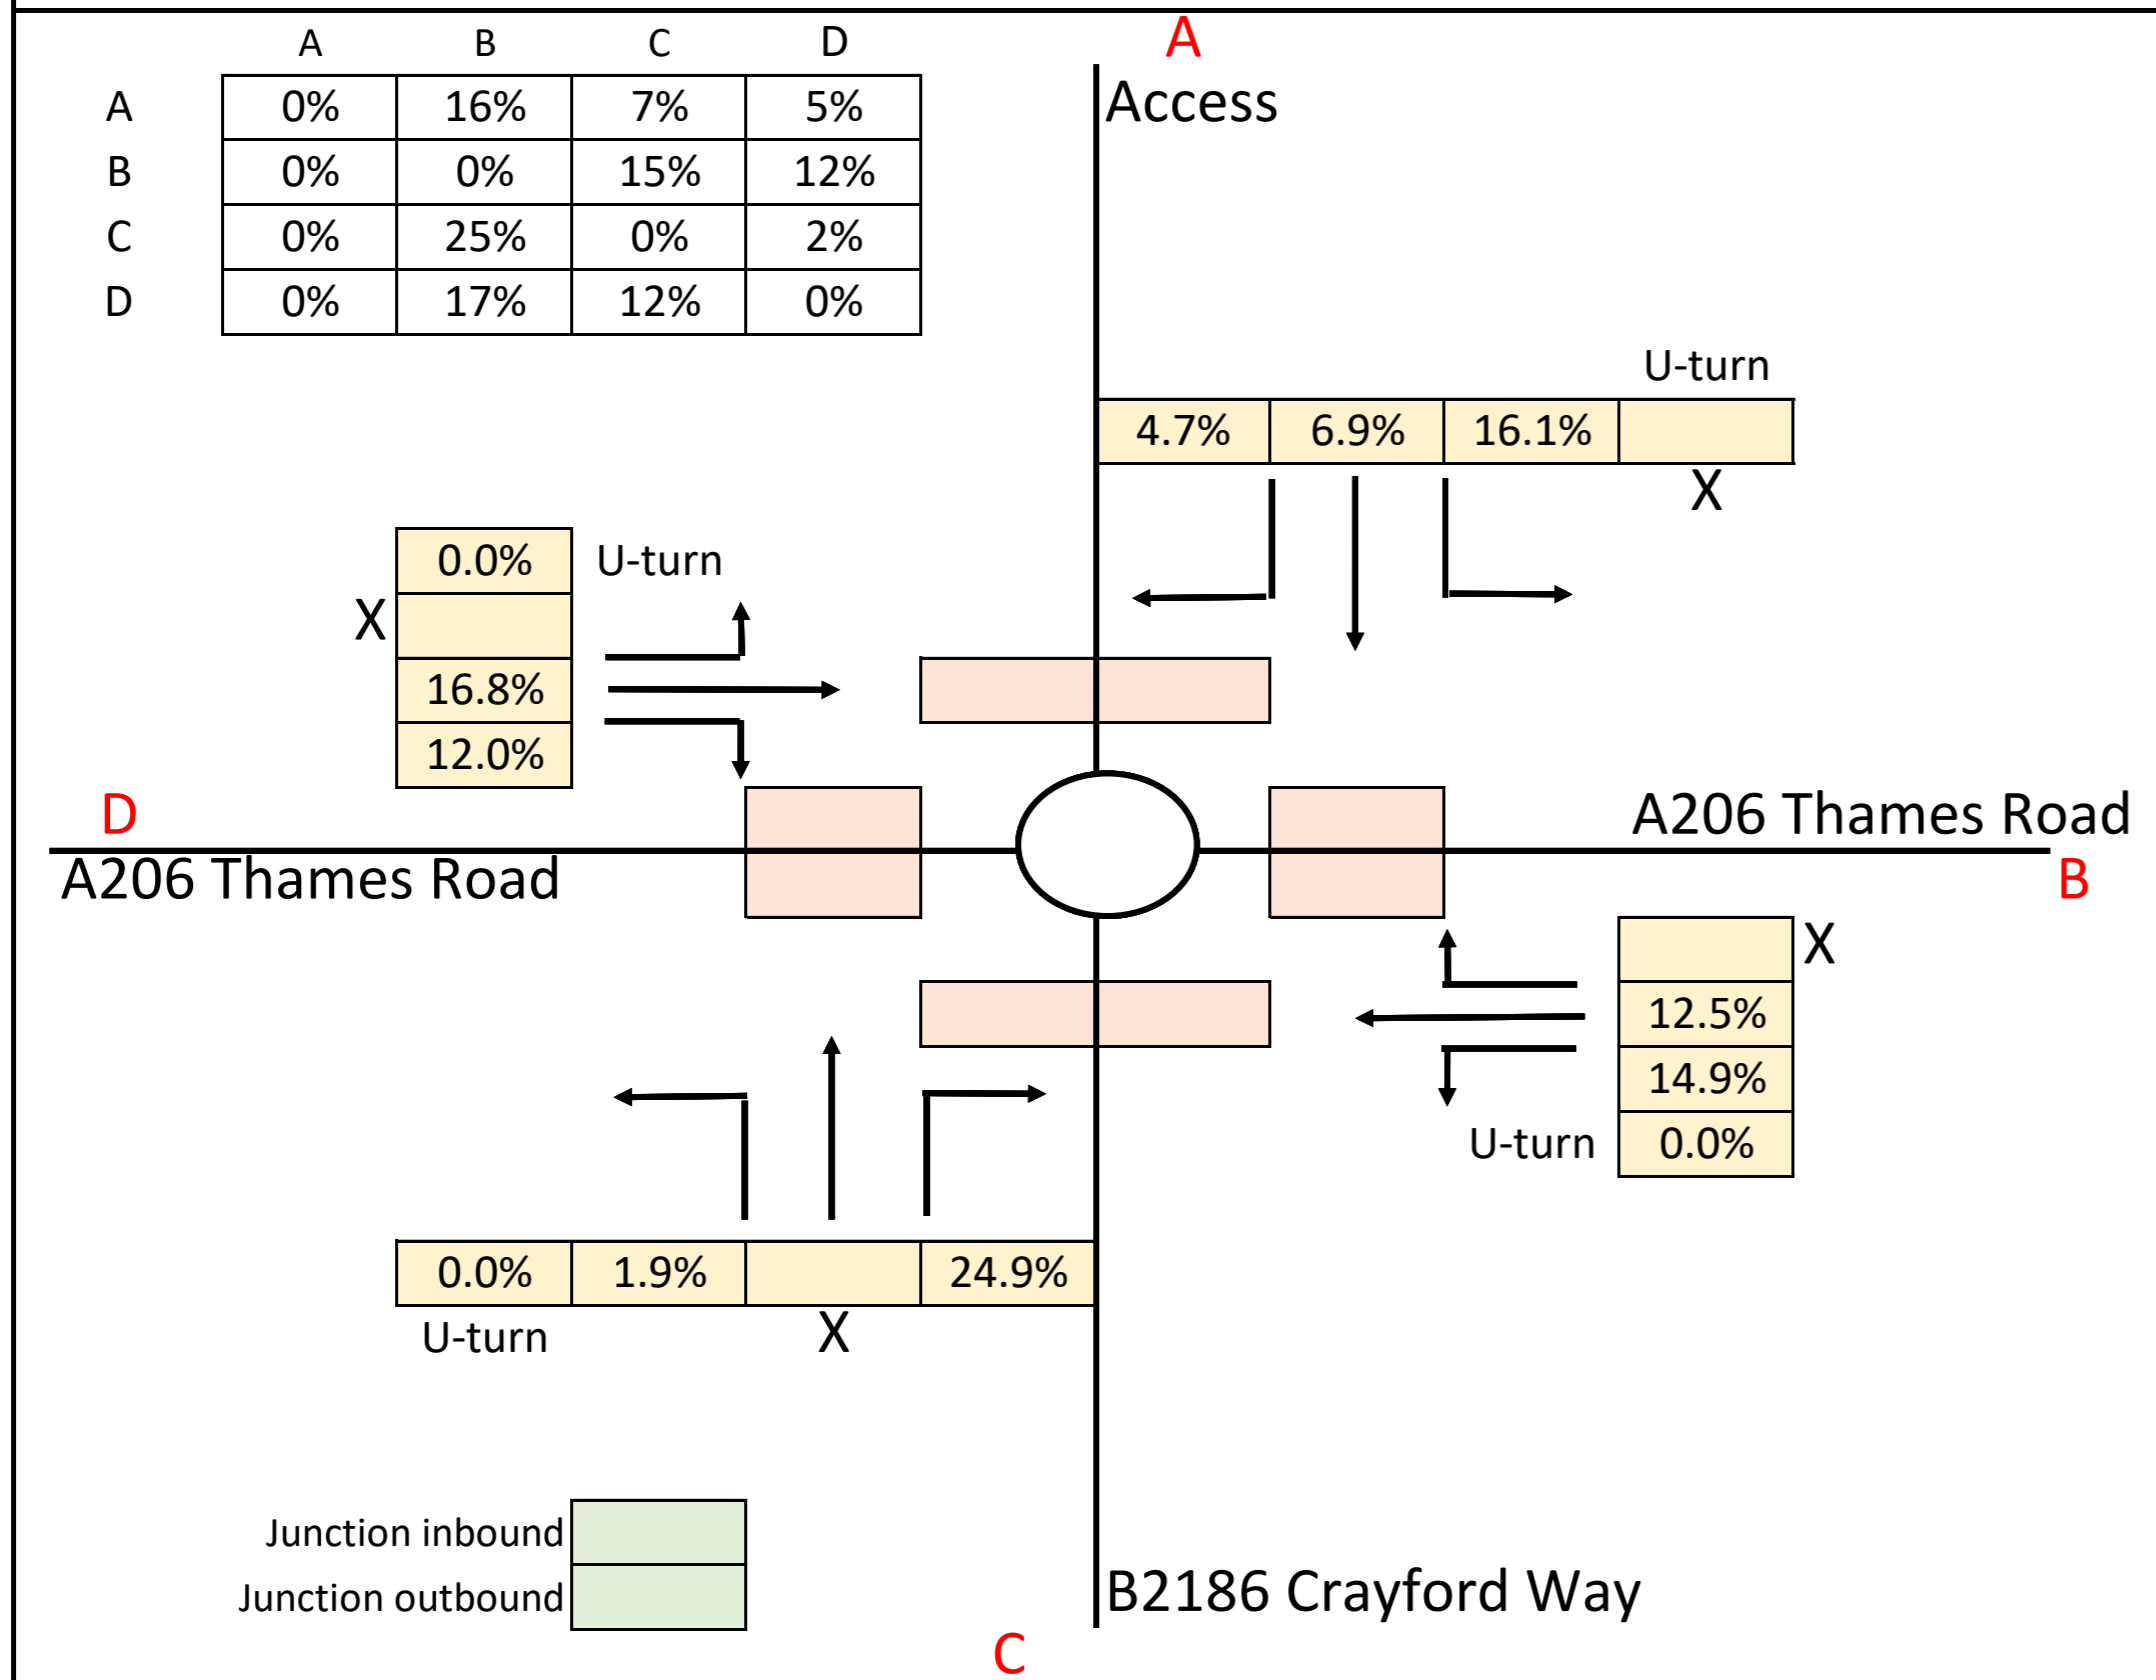 A B C D
A
A 0% 16% 7% 5%
Access
B 0% 0% 15% 12%
C 0% 25% 0% 2%
D 0% 17% 12% 0%
U-turn
4.7% 6.9% 16.1%
X
0.0% U-turn
X
16.8%
12.0%
D
A206 Thames Road
A206 Thames Road
B
X
12.5%
14.9%
U-turn 0.0%
0.0% 1.9% 24.9%
U-turn X
Junction inbound
Junction outbound
B2186 Crayford Way
C